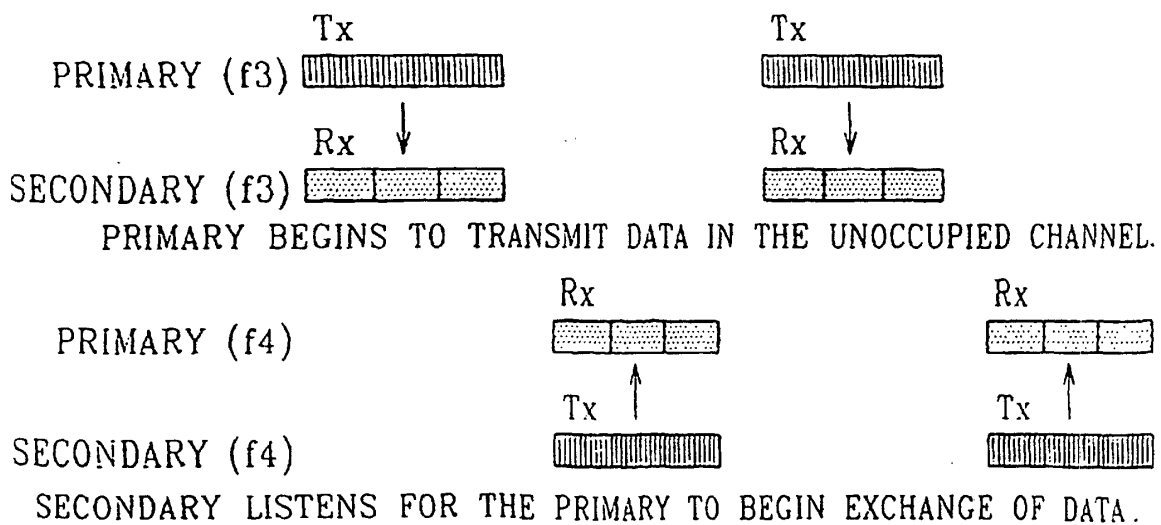 Tx Tx
PRIMARY (f3)
Rx Rx
SECONDARY (f3)
PRIMARY BEGINS TO TRANSMIT DATA IN THE UNOCCUPIED CHANNEL.
Rx Rx
PRIMARY (f4)
Tx Tx
SECONDARY (f4)
SECONDARY LISTENS FOR THE PRIMARY TO BEGIN EXCHANGE OF DATA.